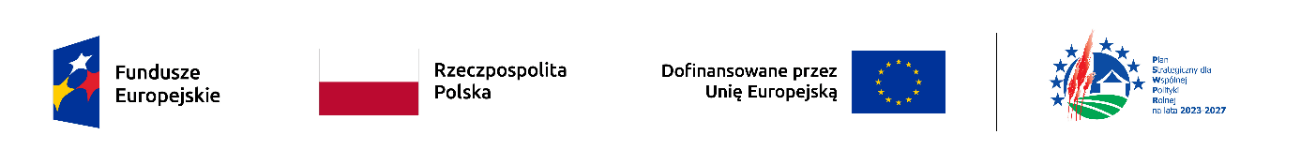 Fundusze
Europejskie
Rzeczpospolita
Polska
Dofinansowane przez
Unię Europejską
Plan
Strategiczny dla
Wspólnej
Polityki
Rolnej
na lata 2023-2027